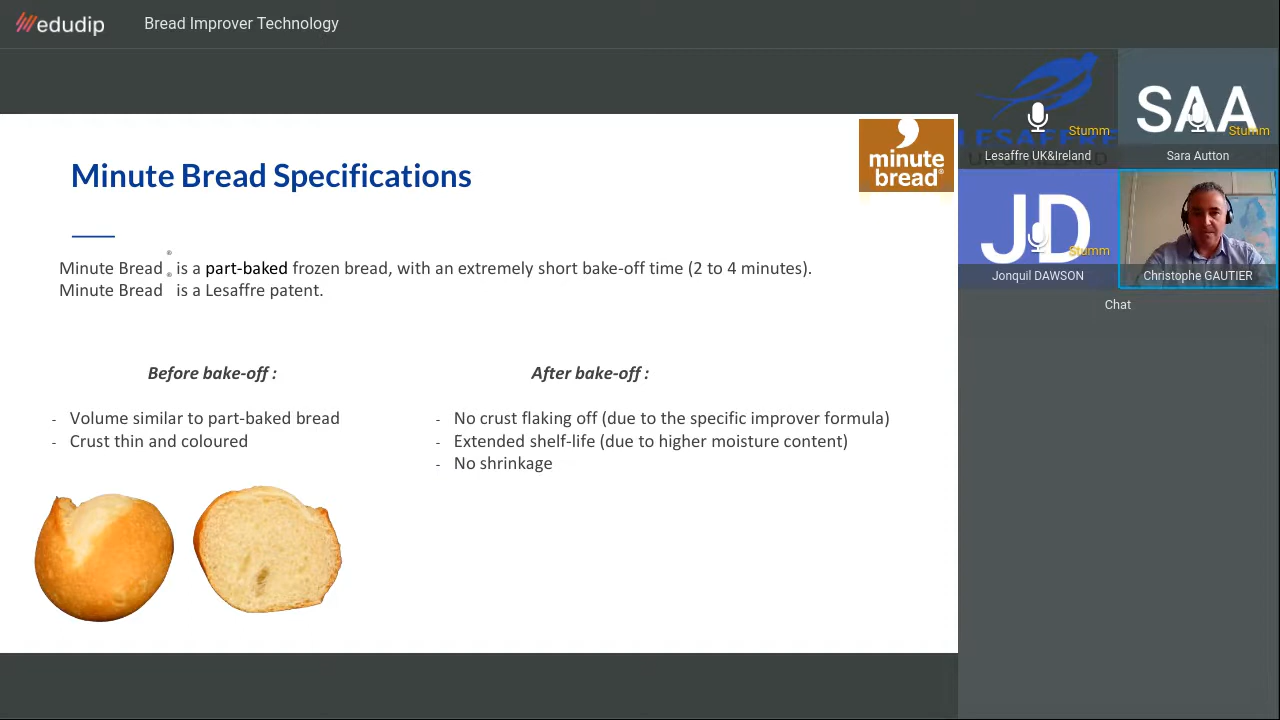 edudip
Bread Improver Technology
Minute Bread Specifications
minute
bread®
Minute Bread ® is a part-baked frozen bread, with an extremely short bake-off time (2 to 4 minutes).
Minute Bread ® is a Lesaffre patent.
Before bake-off :
- Volume similar to part-baked bread
- Crust thin and coloured
After bake-off :
- No crust flaking off (due to the specific improver formula)
- Extended shelf-life (due to higher moisture content)
- No shrinkage
LESAFFRE
Stumm
Lesaffre UK&Ireland
SAA
Stumm
Sara Autton
JD
Stumm
Jonquil DAWSON
Christophe GAUTIER
Chat